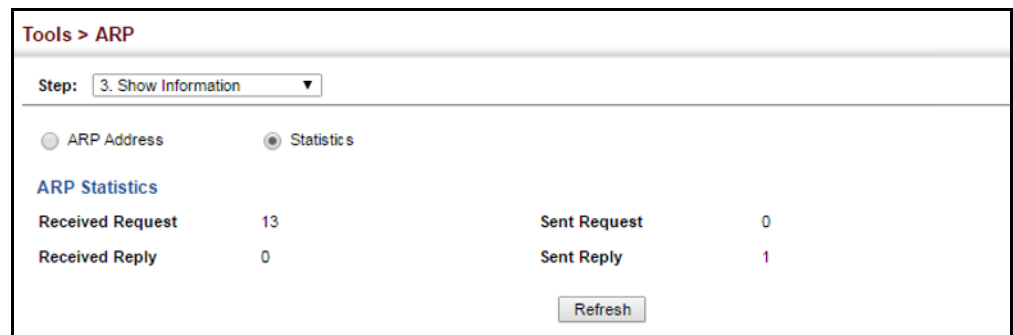 Tools > ARP
Step: 3. Show Information
ARP Address Statistics
ARP Statistics
Received Request 13 Sent Request 0
Received Reply 0 Sent Reply 1
Refresh